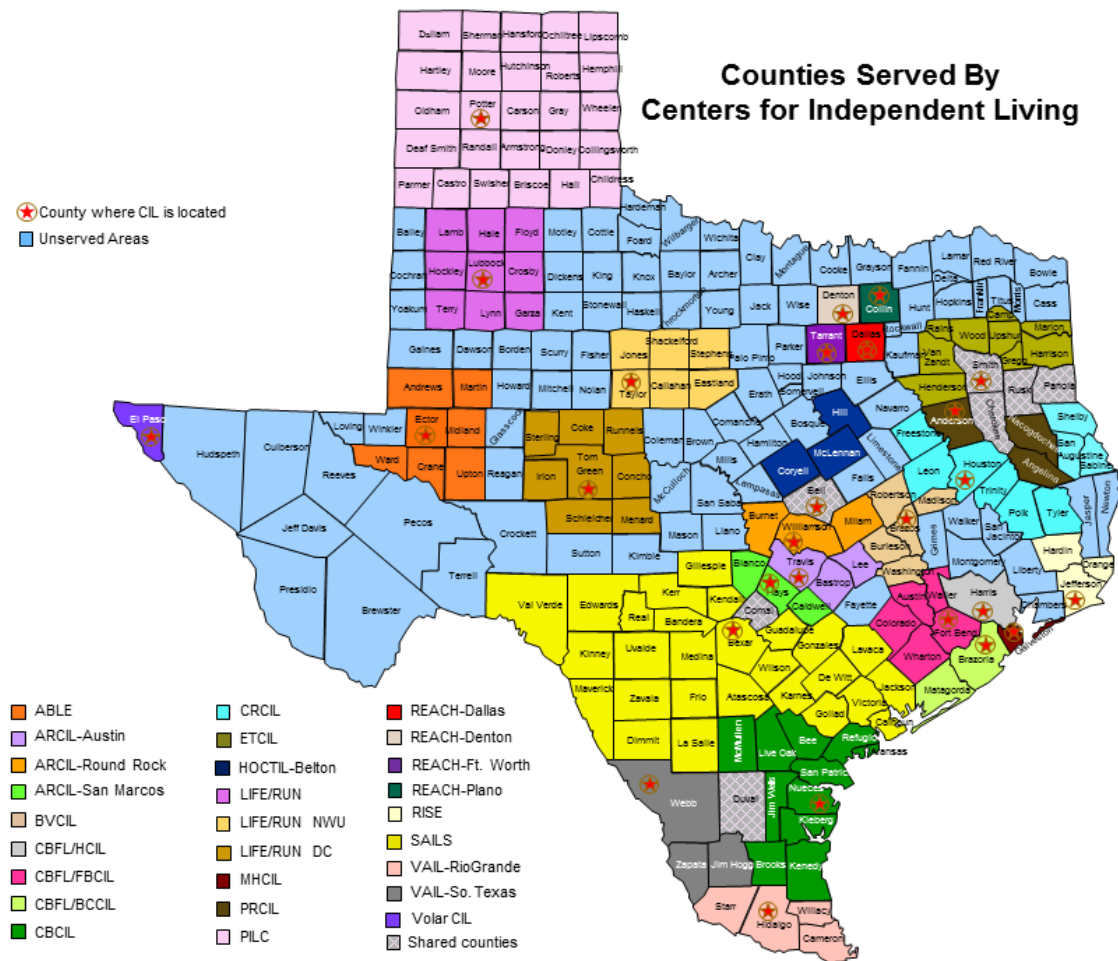 Counties Served By
Centers for Independent Living
County where CIL is located
Unserved Areas
Dallam Sherman Hansford Ochiltree Lipscomb
Hartley Moore Hutchinson Roberts Hemphill
Oldham Potter Carson Gray Wheeler
Deaf Smith Randall Armstrong Donley Collingsworth
Parmer Castro Swisher Briscoe Hall Childress
Hardeman
Bailey Lamb Hale Floyd Motley Cottle Foard Wilbarger Wichita
Clay Montague Cooke Grayson Fannin Lamar Red River Bowie
Cochran Hockley Lubbock Crosby Dickens King Knox Baylor Archer
Delta Franklin Titus Morris Cass
Yoakum Terry Lynn Garza Kent Stonewall Haskell Throckmorton Young Jack Wise Denton Collin Hunt Hopkins
Rockwall Rains Wood Camp Upshur Marion
Gaines Dawson Borden Scurry Fisher Jones Shackelford Stephens Palo Pinto Parker Tarrant Dallas Kaufman Van Zandt Gregg Harrison
Andrews Martin Howard Mitchell Nolan Taylor Callahan Eastland Erath Hood Somervell Johnson Ellis Henderson Smith Rusk Panola
El Paso Hudspeth Culberson Reeves Loving Winkler Ector Midland Glasscock Sterling Coke Runnels Coleman Brown Comanche Hamilton Bosque Hill Navarro Anderson Cherokee Nacogdoches Shelby
Ward Crane Upton Reagan Irion Tom Green Concho McCulloch Mills Coryell McLennan Limestone Freestone Leon Houston Angelina San Augustine Sabine
Jeff Davis Pecos Crockett Schleicher Menard San Saba Lampasas Bell Falls Robertson Madison Trinity Polk Tyler Jasper Newton
Presidio Brewster Terrell Sutton Kimble Mason Llano Burnet Williamson Milam Brazos Grimes Walker San Jacinto Hardin Orange
Val Verde Edwards Kerr Gillespie Blanco Hays Travis Bastrop Lee Burleson Washington Montgomery Liberty Jefferson
Real Bandera Kendall Comal Caldwell Fayette Austin Waller Harris Chambers
Kinney Uvalde Medina Bexar Guadalupe Gonzales Lavaca Colorado Fort Bend Galveston
Maverick Zavala Frio Atascosa Wilson Karnes De Witt Wharton Brazoria
Dimmit La Salle Goliad Victoria Jackson Matagorda
McMullen Live Oak Bee Refugio Calhoun Aransas
Webb Duval Jim Wells San Patric Nueces
Kleberg
Zapata Jim Hogg Brooks Kenedy
Starr Hidalgo Willacy
Cameron
ABLE
ARCIL-Austin
ARCIL-Round Rock
ARCIL-San Marcos
BVCIL
CBFL/HCIL
CBFL/FBCIL
CBFL/BCCIL
CBCIL
CRCIL
ETCIL
HOCTIL-Belton
LIFE/RUN
LIFE/RUN NWU
LIFE/RUN DC
MHCIL
PRCIL
PILC
REACH-Dallas
REACH-Denton
REACH-Ft. Worth
REACH-Plano
RISE
SAILS
VAIL-RioGrande
VAIL-So. Texas
Volar CIL
Shared counties